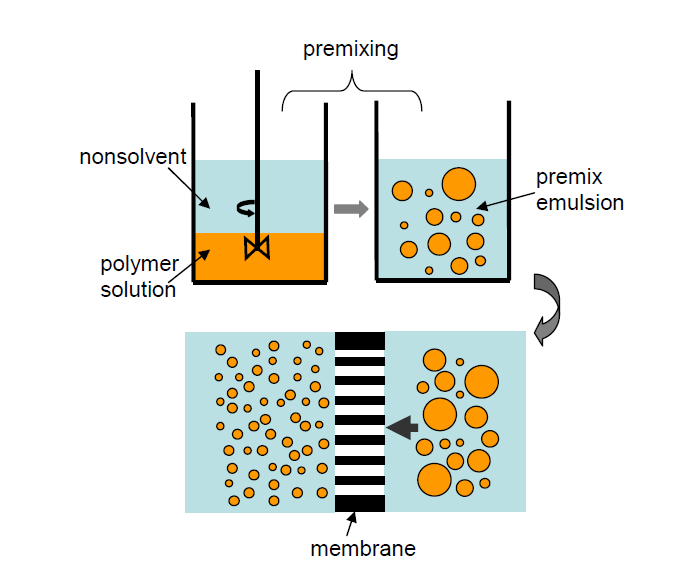 premixing
nonsolvent
premix
emulsion
polymer
solution
membrane